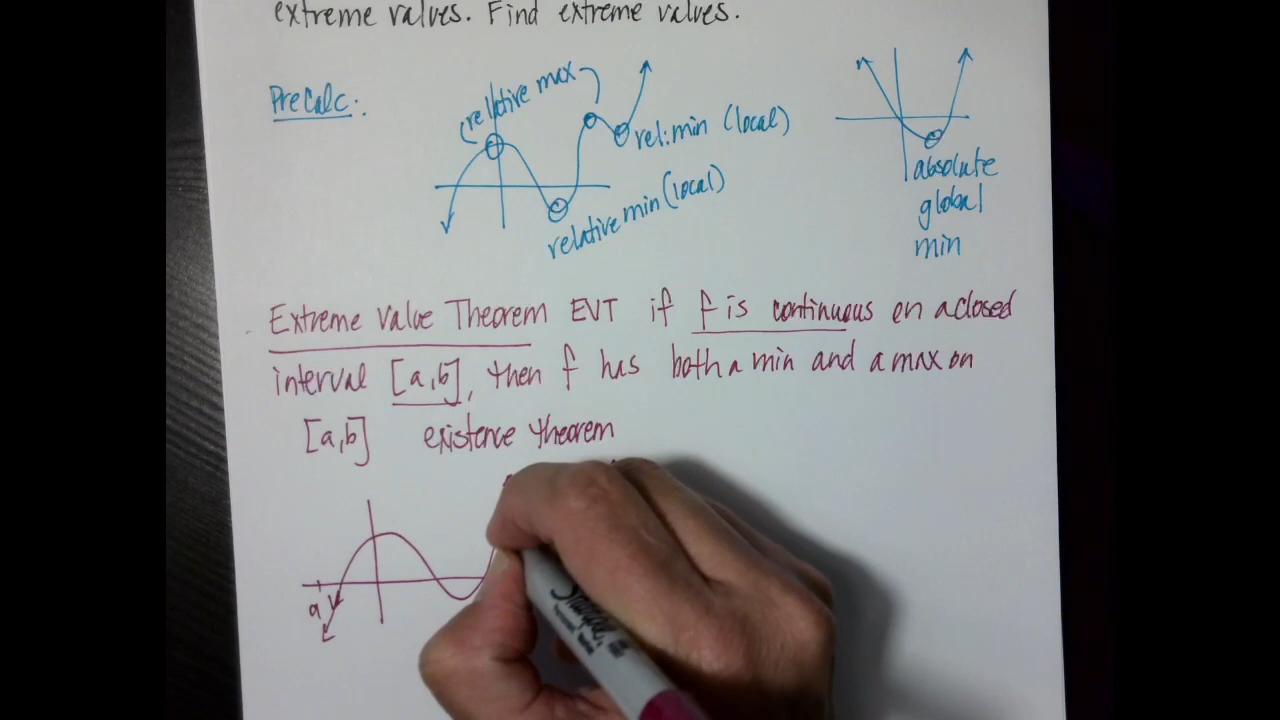 extreme values. Find extreme values.
PreCalc:
relative max
rel. min (local)
relative min (local)
absolute
global
min
Extreme Value Theorem EVT if f is continuous on a closed
interval [a,b], then f has both a min and a max on
[a,b] existence theorem
a
Sharpie